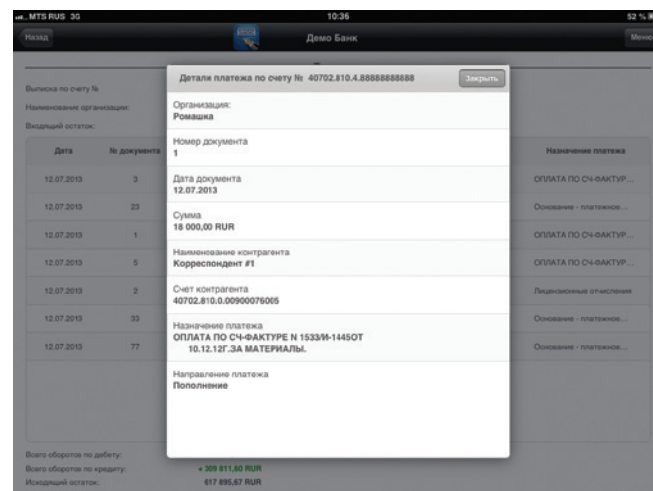 MTS RUS 3G 10:36 52 %
Назад Демо Банк Меню
Выписка по счету №
Наименование организации:
Входящий остаток:
Дата № документа Назначение платежа
12.07.2013 3 ОПЛАТА ПО СЧ-ФАКТУР...
12.07.2013 23 Основание - платежное...
12.07.2013 1 ОПЛАТА ПО СЧ-ФАКТУР...
12.07.2013 5 ОПЛАТА ПО СЧ-ФАКТУР...
12.07.2013 2 Лицензионные отчисления
12.07.2013 33 Основание - платежное...
12.07.2013 77 Основание - платежное...
Детали платежа по счету № 40702.810.4.88888888888 Закрыть
Организация:
Ромашка
Номер документа
1
Дата документа
12.07.2013
Сумма
18 000,00 RUR
Наименование контрагента
Корреспондент #1
Счет контрагента
40702.810.0.00900076005
Назначение платежа
ОПЛАТА ПО СЧ-ФАКТУРЕ N 1533/И-1445ОТ
10.12.12Г.ЗА МАТЕРИАЛЫ.
Направление платежа
Пополнение
Всего оборотов по дебету:
Всего оборотов по кредиту: + 309 811,60 RUR
Исходящий остаток: 617 895,67 RUR